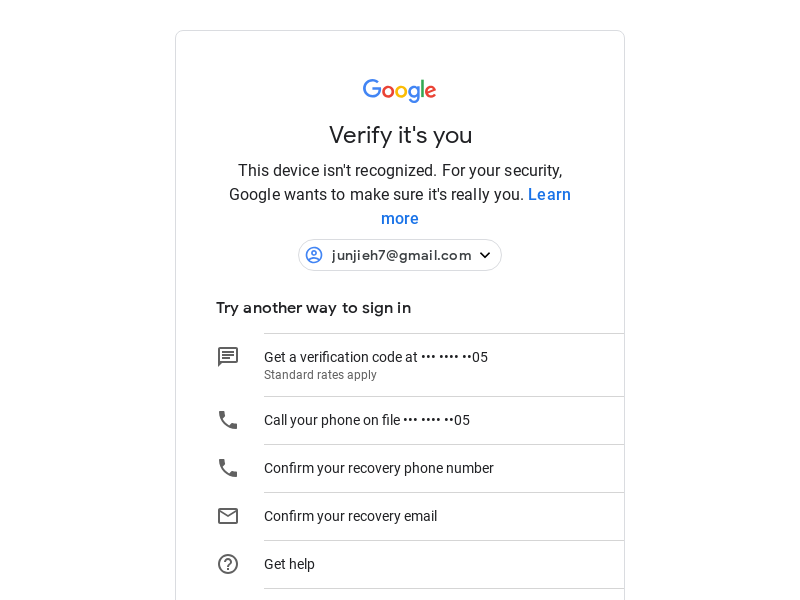 Google
Verify it's you
This device isn't recognized. For your security,
Google wants to make sure it's really you. Learn
more
junjieh7@gmail.com
Try another way to sign in
Get a verification code at ••• •••• ••05
Standard rates apply
Call your phone on file ••• •••• ••05
Confirm your recovery phone number
Confirm your recovery email
Get help